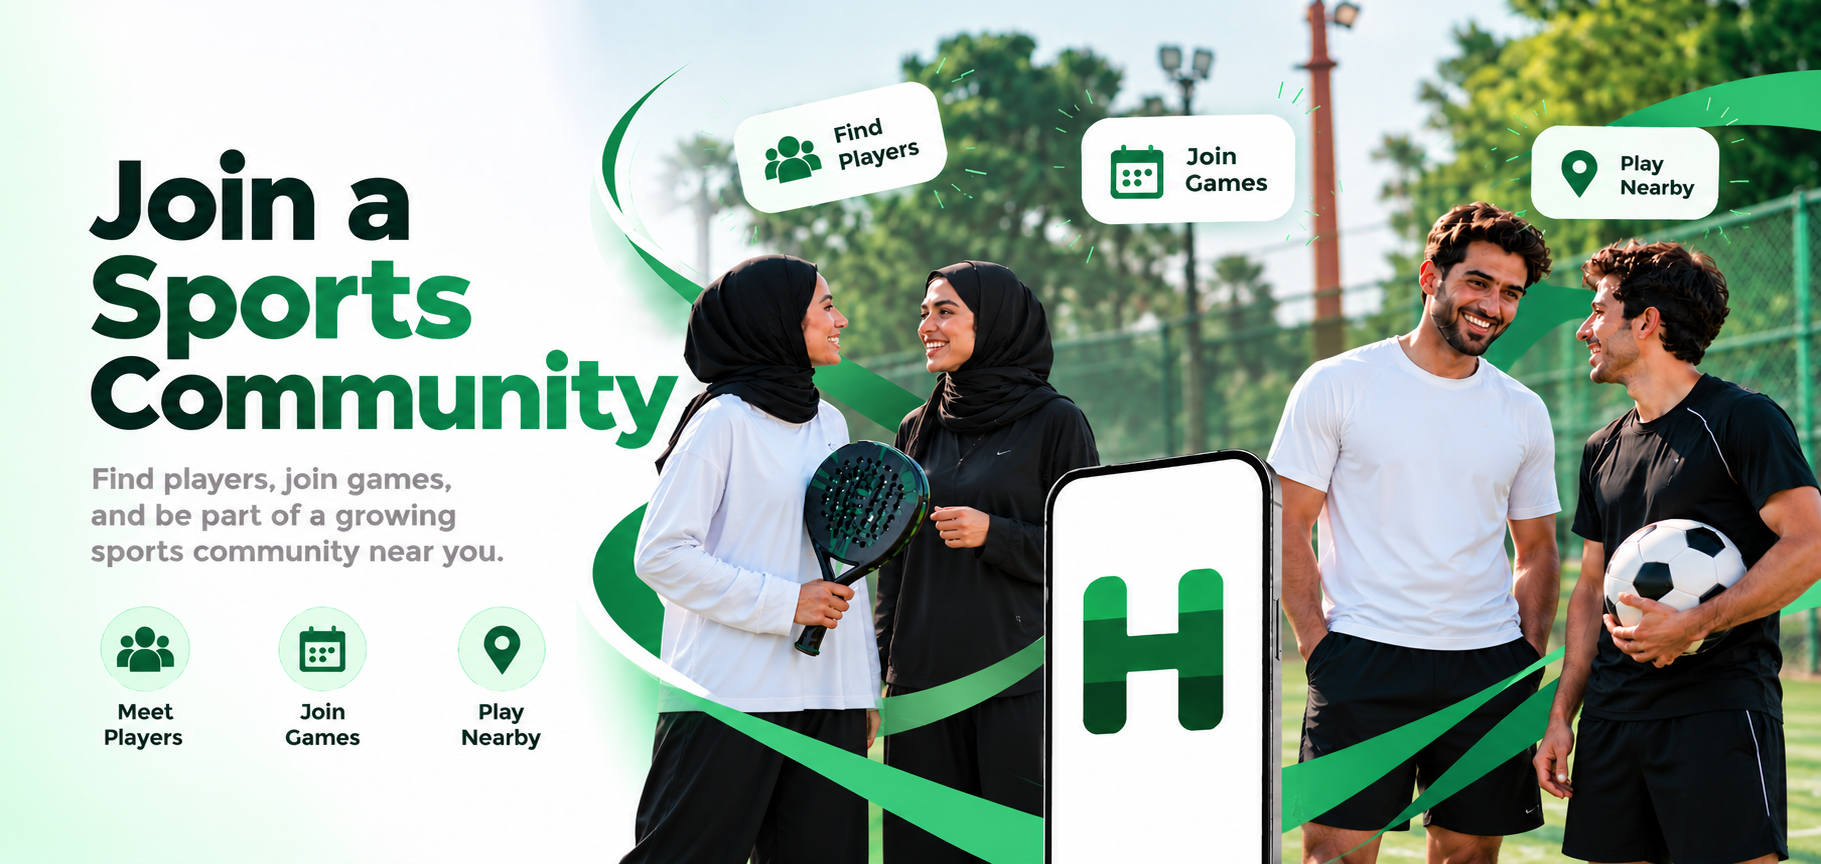 Join a
Sports
Community
Find players, join games,
and be part of a growing
sports community near you.
Meet
Players
Join
Games
Play
Nearby
Find
Players
Join
Games
Play
Nearby
H